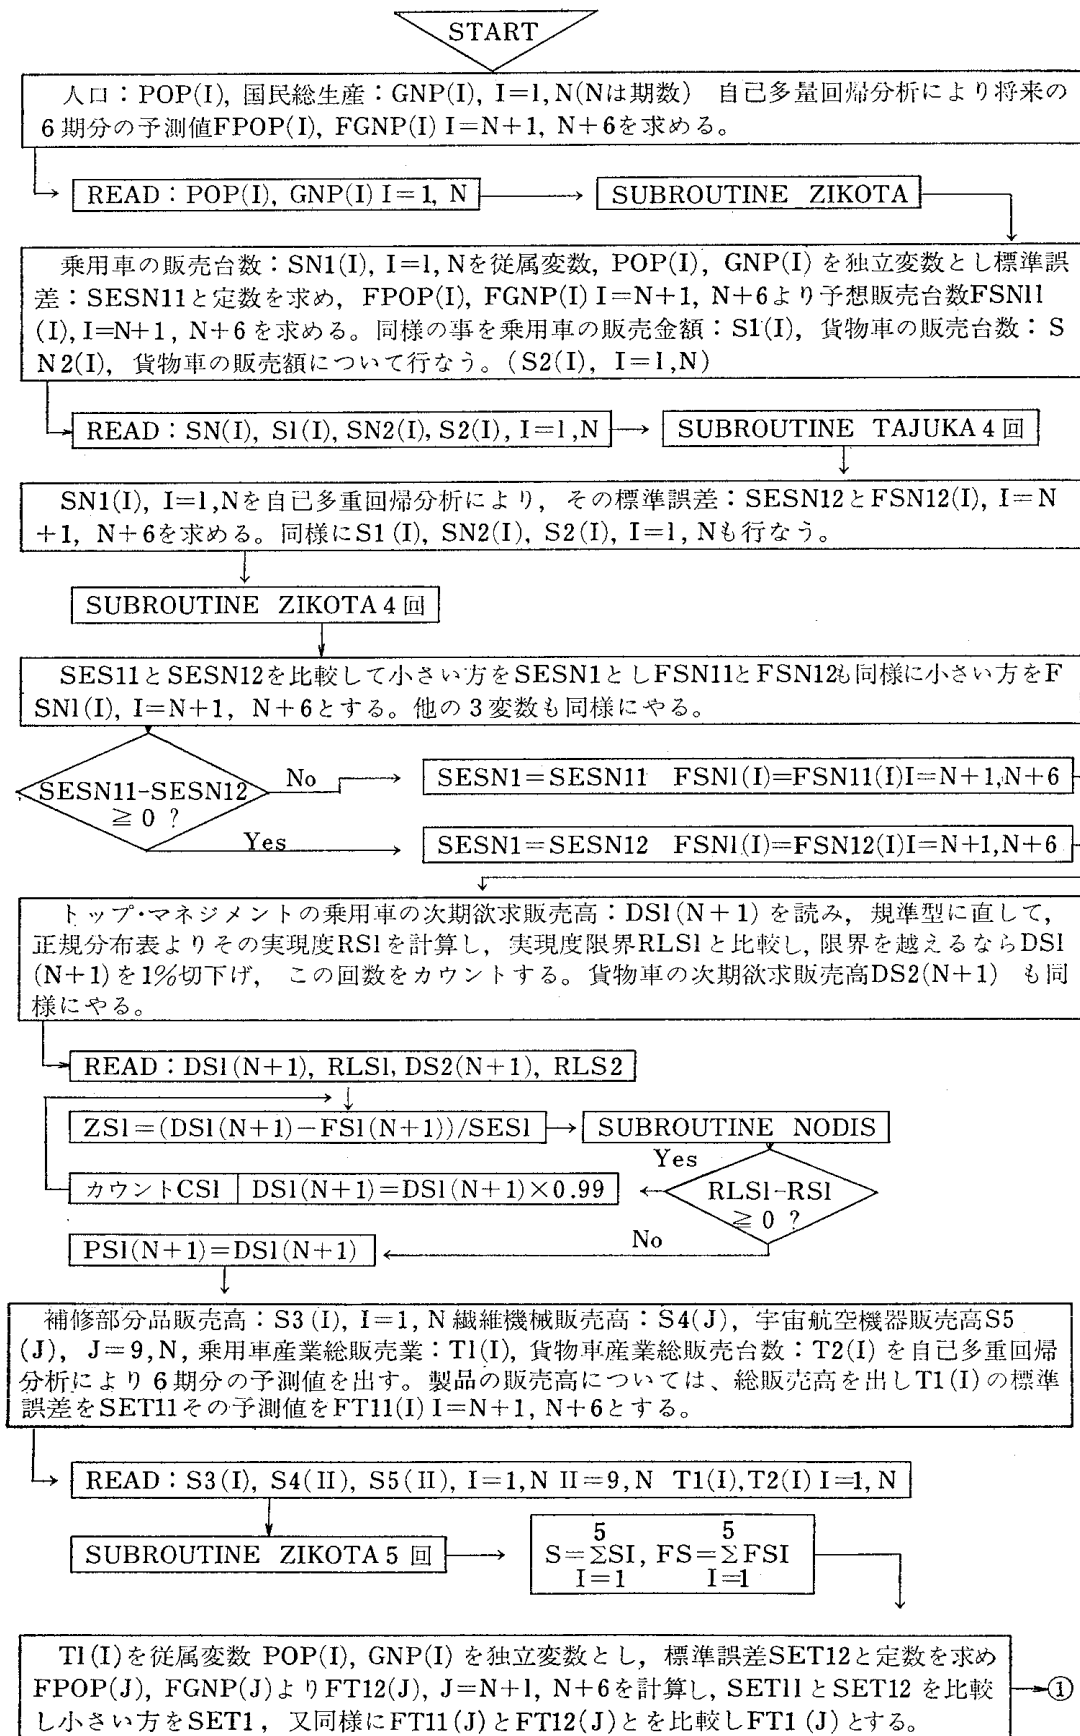 START
人口：POP(I), 国民総生産：GNP(I), I=1, N(Nは期数) 自己多量回帰分析により将来の
6期分の予測値FPOP(I), FGNP(I) I=N+1, N+6を求める。
READ：POP(I), GNP(I) I=1, N
SUBROUTINE ZIKOTA
乗用車の販売台数：SN1(I), I=1, Nを従属変数, POP(I), GNP(I) を独立変数とし標準誤
差：SESN11と定数を求め, FPOP(I), FGNP(I) I=N+1, N+6より予想販売台数FSN11
(I), I=N+1, N+6を求める。同様の事を乗用車の販売金額：S1(I), 貨物車の販売台数：S
N2(I), 貨物車の販売額について行なう。(S2(I), I=1,N)
READ：SN(I), S1(I), SN2(I), S2(I), I=1,N
SUBROUTINE TAJUKA4回
SN1(I), I=1,Nを自己多重回帰分析により, その標準誤差：SESN12とFSN12(I), I=N
+1, N+6を求める。同様にS1(I), SN2(I), S2(I), I=1, Nも行なう。
SUBROUTINE ZIKOTA4回
SES11とSESN12を比較して小さい方をSESN1としFSN11とFSN12も同様に小さい方をF
SN1(I), I=N+1, N+6とする。他の3変数も同様にやる。
SESN11-SESN12
≧0？
No
SESN1=SESN11 FSN1(I)=FSN11(I)I=N+1,N+6
Yes
SESN1=SESN12 FSN1(I)=FSN12(I)I=N+1,N+6
トップ・マネジメントの乗用車の次期欲求販売高：DS1(N+1)を読み, 規準型に直して,
正規分布表よりその実現度RS1を計算し, 実現度限界RLS1と比較し, 限界を越えるならDS1
(N+1)を1%切下げ, この回数をカウントする。貨物車の次期欲求販売高DS2(N+1) も同
様にやる。
READ：DS1(N+1), RLS1, DS2(N+1), RLS2
ZS1=(DS1(N+1)-FS1(N+1))/SES1
SUBROUTINE NODIS
Yes
カウントCS1 DS1(N+1)=DS1(N+1)×0.99
RLS1-RS1
≧0？
No
PS1(N+1)=DS1(N+1)
補修部分品販売高：S3(I), I=1, N繊維機械販売高：S4(J), 宇宙航空機器販売高S5
(J), J=9,N, 乗用車産業総販売業：T1(I), 貨物車産業総販売台数：T2(I)を自己多重回帰
分析により6期分の予測値を出す。製品の販売高については、総販売高を出しT1(I)の標準
誤差をSET11その予測値をFT11(I) I=N+1, N+6とする。
READ：S3(I), S4(II), S5(II), I=1,N II=9,N T1(I),T2(I) I=1, N
SUBROUTINE ZIKOTA5回
5 5
S=ΣSI, FS=ΣFSI
I=1 I=1
T1(I)を従属変数 POP(I), GNP(I)を独立変数とし, 標準誤差SET12と定数を求め
FPOP(J), FGNP(J)よりFT12(J), J=N+1, N+6を計算し, SET11とSET12を比較
し小さい方をSET1, 又同様にFT11(J)とFT12(J)とを比較しFT1(J)とする。
①